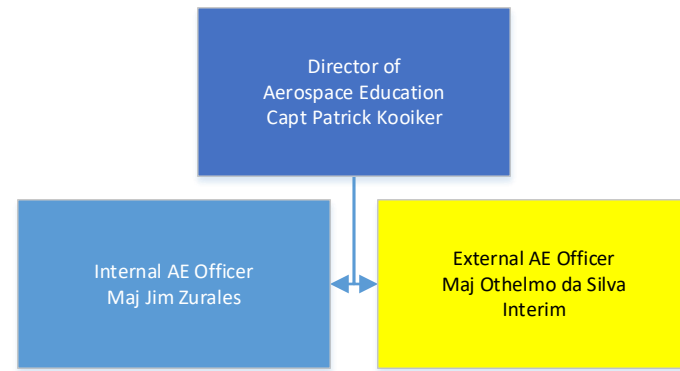 Director of
Aerospace Education
Capt Patrick Kooiker
Internal AE Officer
Maj Jim Zurales
External AE Officer
Maj Othelmo da Silva
Interim